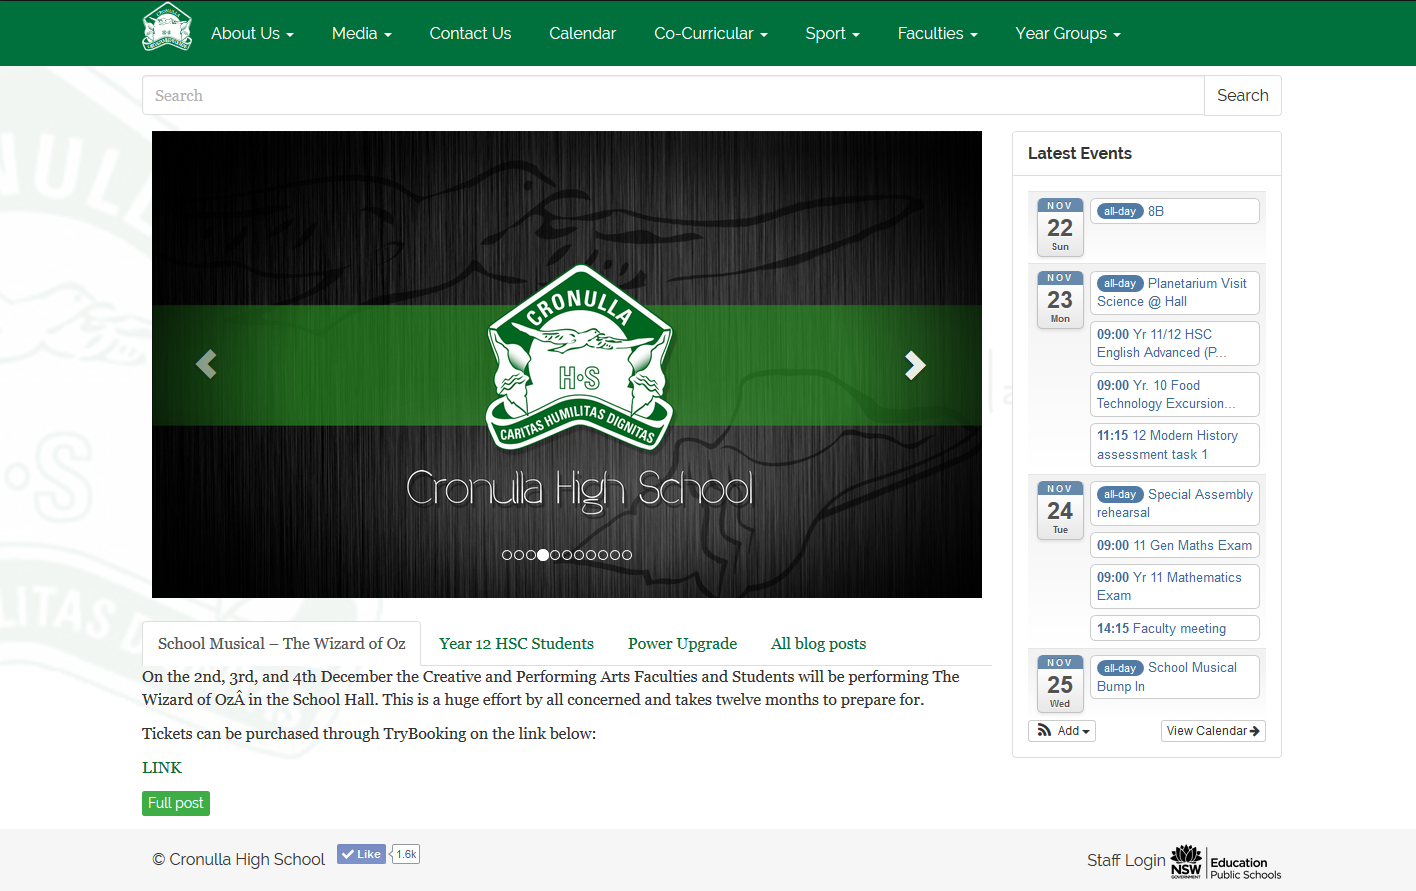 CRONULLA
H·S
About Us
Media
Contact Us
Calendar
Co-Curricular
Sport
Faculties
Year Groups
Search
Search
CRONULLA
H·S
CARITAS HUMILITAS DIGNITAS
Cronulla High School
School Musical – The Wizard of Oz
Year 12 HSC Students
Power Upgrade
All blog posts
On the 2nd, 3rd, and 4th December the Creative and Performing Arts Faculties and Students will be performing The
Wizard of OzÂ in the School Hall. This is a huge effort by all concerned and takes twelve months to prepare for.
Tickets can be purchased through TryBooking on the link below:
LINK
Full post
Latest Events
NOV
22
Sun
all-day 8B
NOV
23
Mon
all-day Planetarium Visit
Science @ Hall
09:00 Yr 11/12 HSC
English Advanced (P...
09:00 Yr. 10 Food
Technology Excursion...
11:15 12 Modern History
assessment task 1
NOV
24
Tue
all-day Special Assembly
rehearsal
09:00 11 Gen Maths Exam
09:00 Yr 11 Mathematics
Exam
14:15 Faculty meeting
NOV
25
Wed
all-day School Musical
Bump In
Add
View Calendar
© Cronulla High School
Like
1.6k
Staff Login
NSW
GOVERNMENT
Education
Public Schools